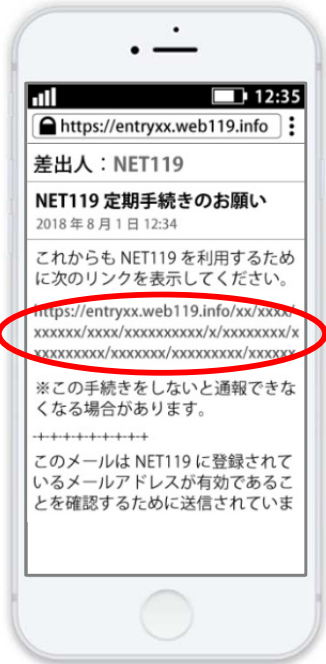 12:35
https://entryxx.web119.info
差出人：NET119
NET119 定期手続きのお願い
2018 年 8 月 1 日 12:34
これからも NET119 を利用するため
に次のリンクを表示してください。
https://entryxx.web119.info/xx/xxxx/
xxxxxx/xxxx/xxxxxxxxxx/x/xxxxxxxx/x
xxxxxxxxx/xxxxxxx/xxxxxxxxx/xxxxxx
※この手続きをしないと通報できな
くなる場合があります。
-+-+-+-+-+-+-+-+-+
このメールは NET119 に登録されて
いるメールアドレスが有効であるこ
とを確認するために送信されていま